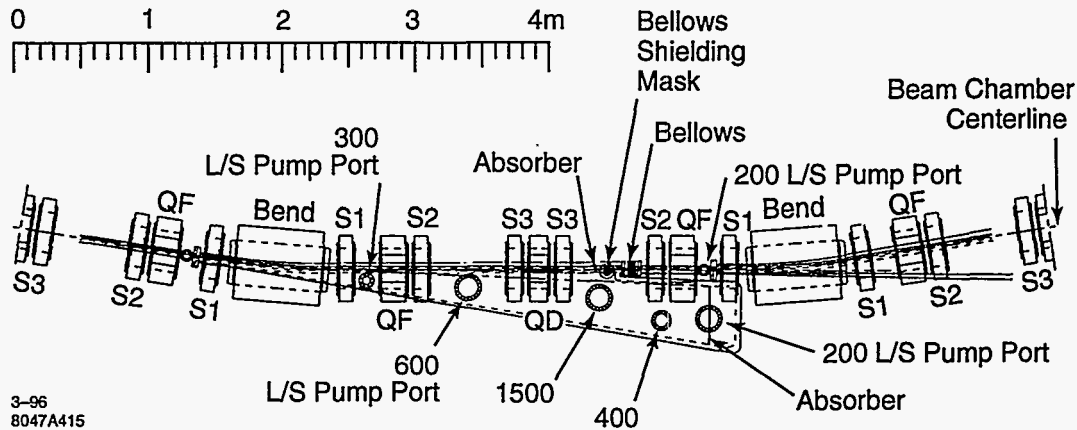 0 1 2 3 4m
Bellows
Shielding
Mask
Beam Chamber
Centerline
300
L/S Pump Port
Absorber
Bellows
200 L/S Pump Port
QF
Bend
S1
S2
S3 S3
S2 QF S1
Bend
QF
S3
S2
S1
QF
QD
S1
S2
S3
600
L/S Pump Port
1500
400
200 L/S Pump Port
Absorber
3–96
8047A415